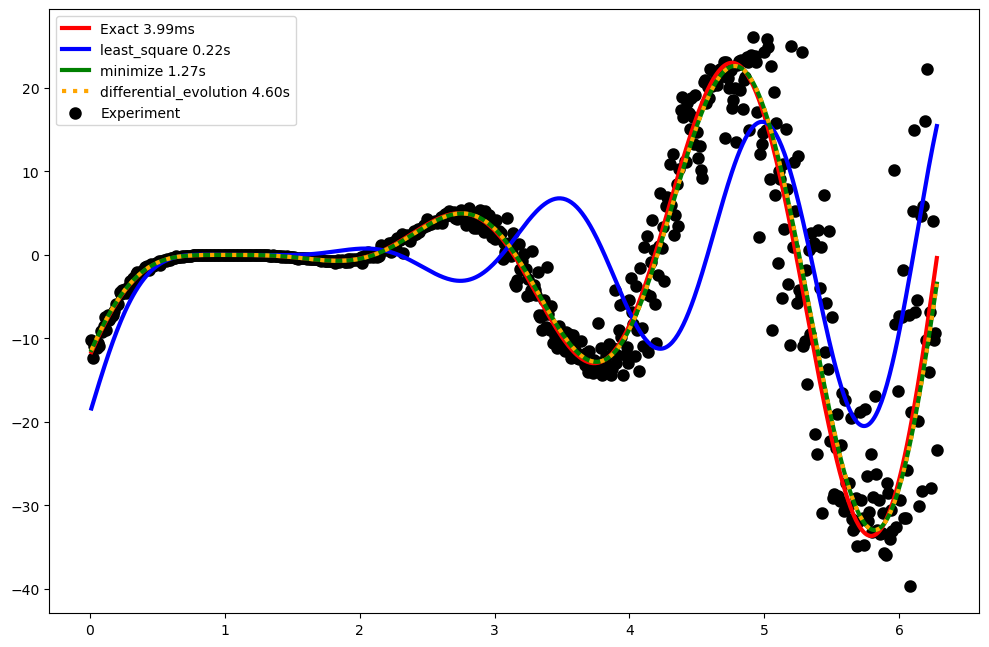 Exact 3.99ms
least_square 0.22s
minimize 1.27s
differential_evolution 4.60s
Experiment
20
10
0
−10
−20
−30
−40
0 1 2 3 4 5 6